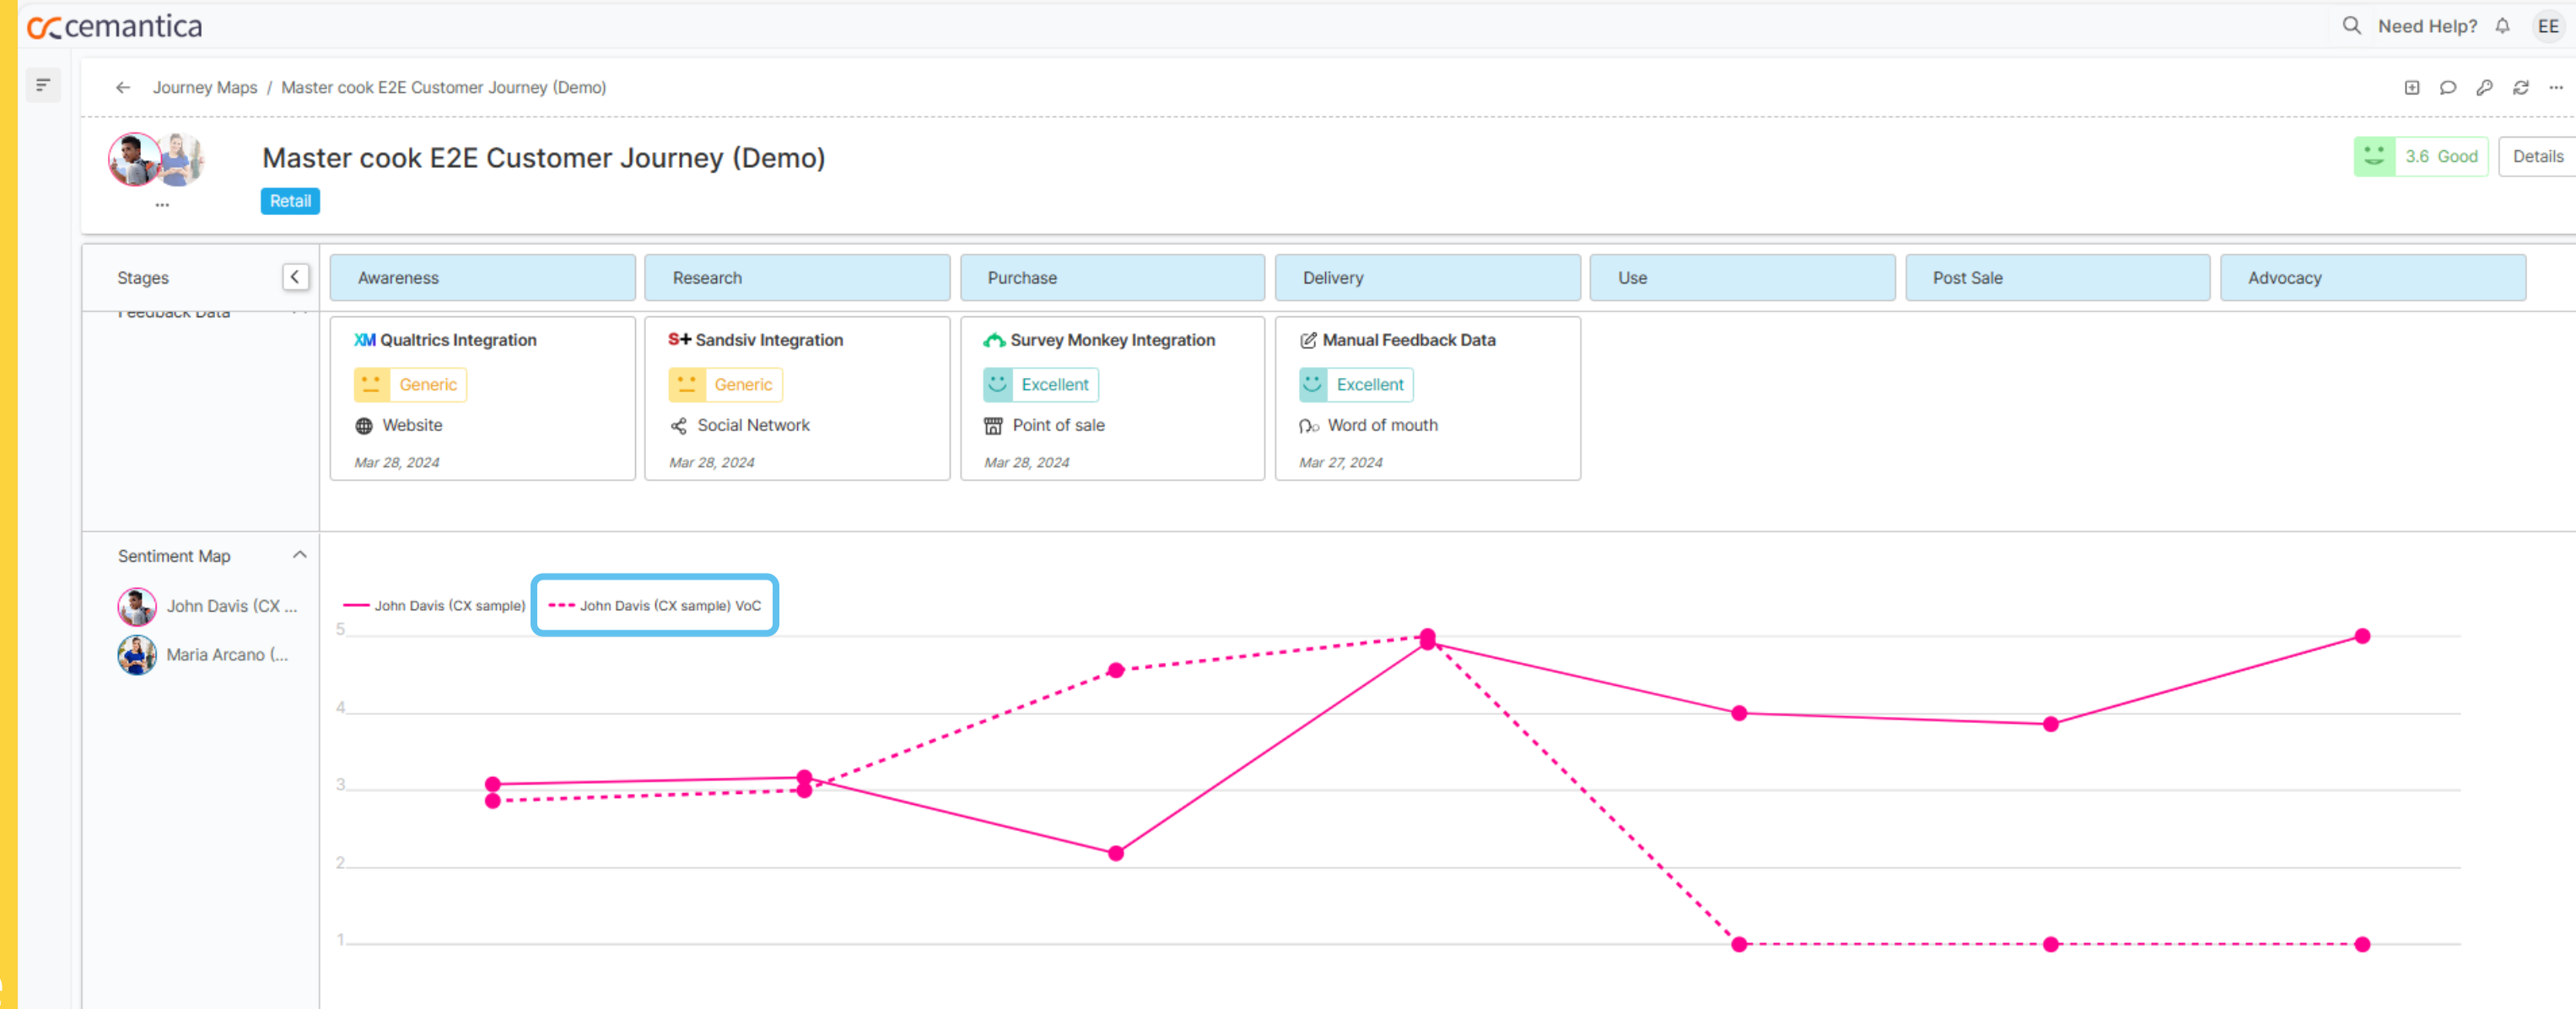 cemantica
Need Help?
EE
Journey Maps / Master cook E2E Customer Journey (Demo)
Master cook E2E Customer Journey (Demo)
3.6 Good
Details
...
Retail
Stages
Awareness
Research
Purchase
Delivery
Use
Post Sale
Advocacy
Feedback Data
XM Qualtrics Integration
Generic
Website
Mar 28, 2024
S+ Sandsiv Integration
Generic
Social Network
Mar 28, 2024
Survey Monkey Integration
Excellent
Point of sale
Mar 28, 2024
Manual Feedback Data
Excellent
Word of mouth
Mar 27, 2024
Sentiment Map
John Davis (CX ...
Maria Arcano (...
John Davis (CX sample)
John Davis (CX sample) VoC
5
4
3
2
1